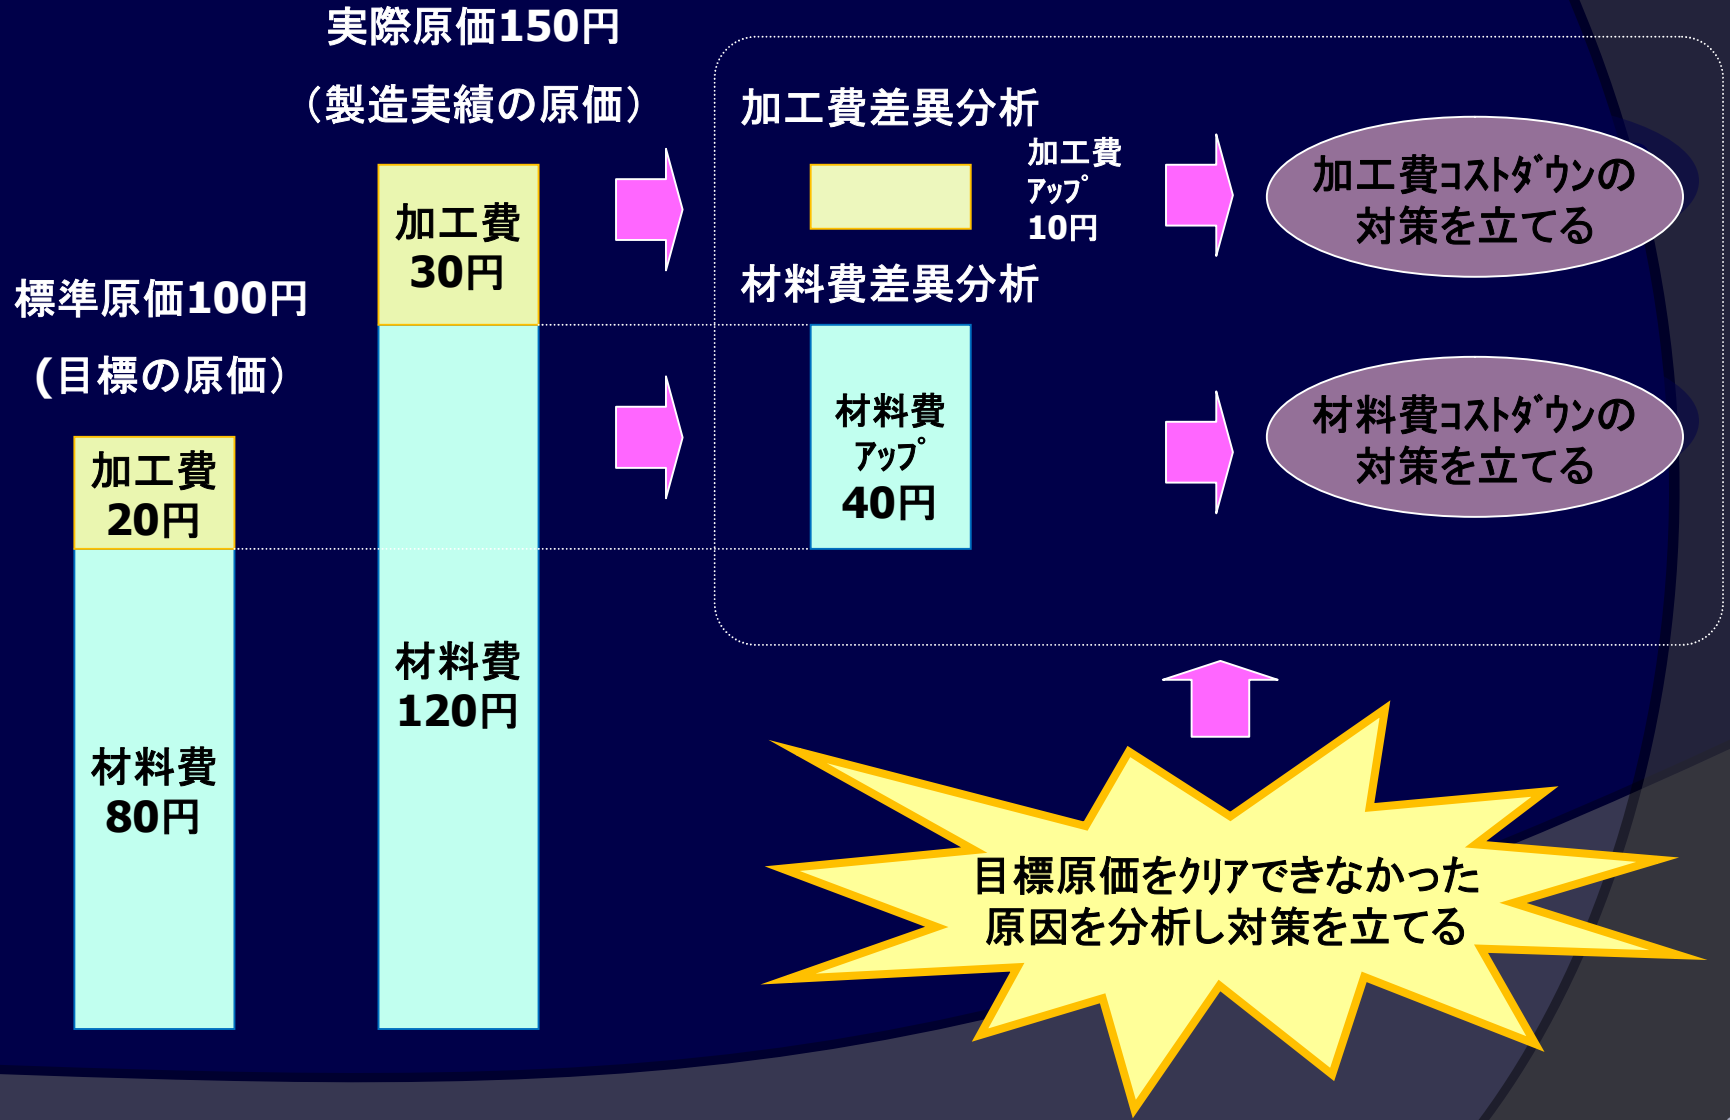 実際原価150円
（製造実績の原価）
加工費
30円
材料費
120円
標準原価100円
(目標の原価）
加工費
20円
材料費
80円
加工費差異分析
加工費
ｱｯﾌﾟ
10円
加工費ｺｽﾄﾀﾞｳﾝの
対策を立てる
材料費差異分析
材料費
ｱｯﾌﾟ
40円
材料費ｺｽﾄﾀﾞｳﾝの
対策を立てる
目標原価をｸﾘｱできなかった
原因を分析し対策を立てる